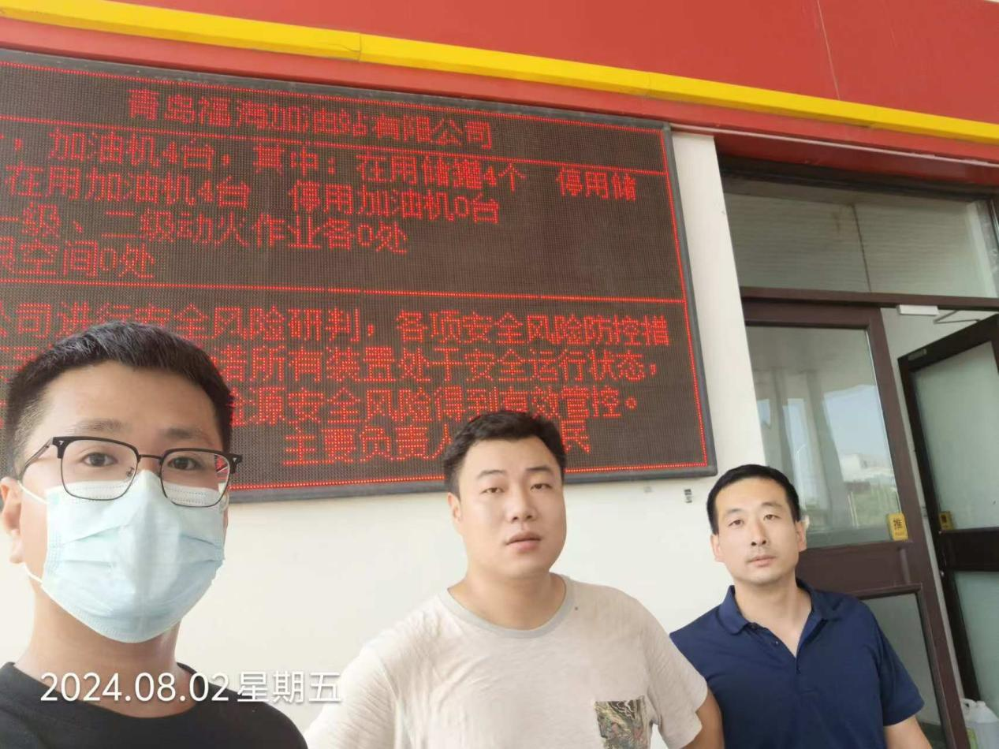 青岛福海加油站有限公司
，加油机4台，其中：在用储罐4个 停用储
在用加油机4台 停用加油机0台
一级、二级动火作业各0处
空间0处
公司进行安全风险研判，各项安全风险防控措
诺所有装置处于安全运行状态，
源安全风险得到有效管控。
主要负责人 民
推
2024.08.02 星期五